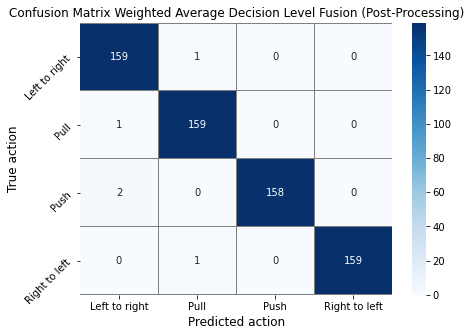 Confusion Matrix Weighted Average Decision Level Fusion (Post-Processing)
True action
Left to right 159 1 0 0
Pull 1 159 0 0
Push 2 0 158 0
Right to left 0 1 0 159
Left to right Pull Push Right to left
Predicted action
140
120
100
80
60
40
20
0